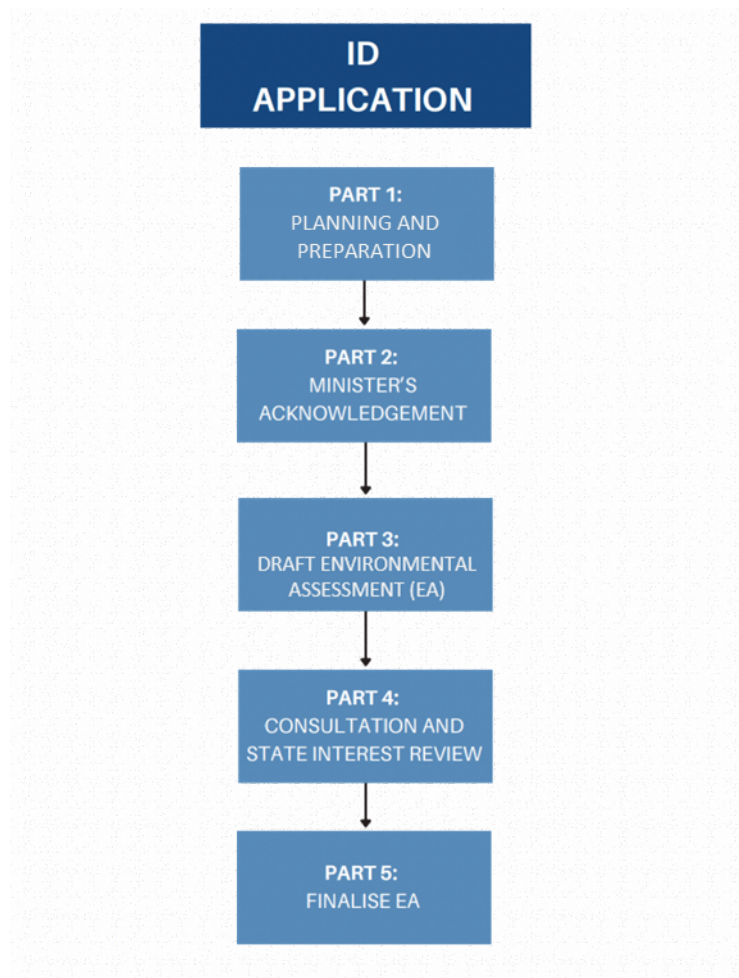 ID
APPLICATION
PART 1:
PLANNING AND
PREPARATION
PART 2:
MINISTER'S
ACKNOWLEDGEMENT
PART 3:
DRAFT ENVIRONMENTAL
ASSESSMENT (EA)
PART 4:
CONSULTATION AND
STATE INTEREST REVIEW
PART 5:
FINALISE EA